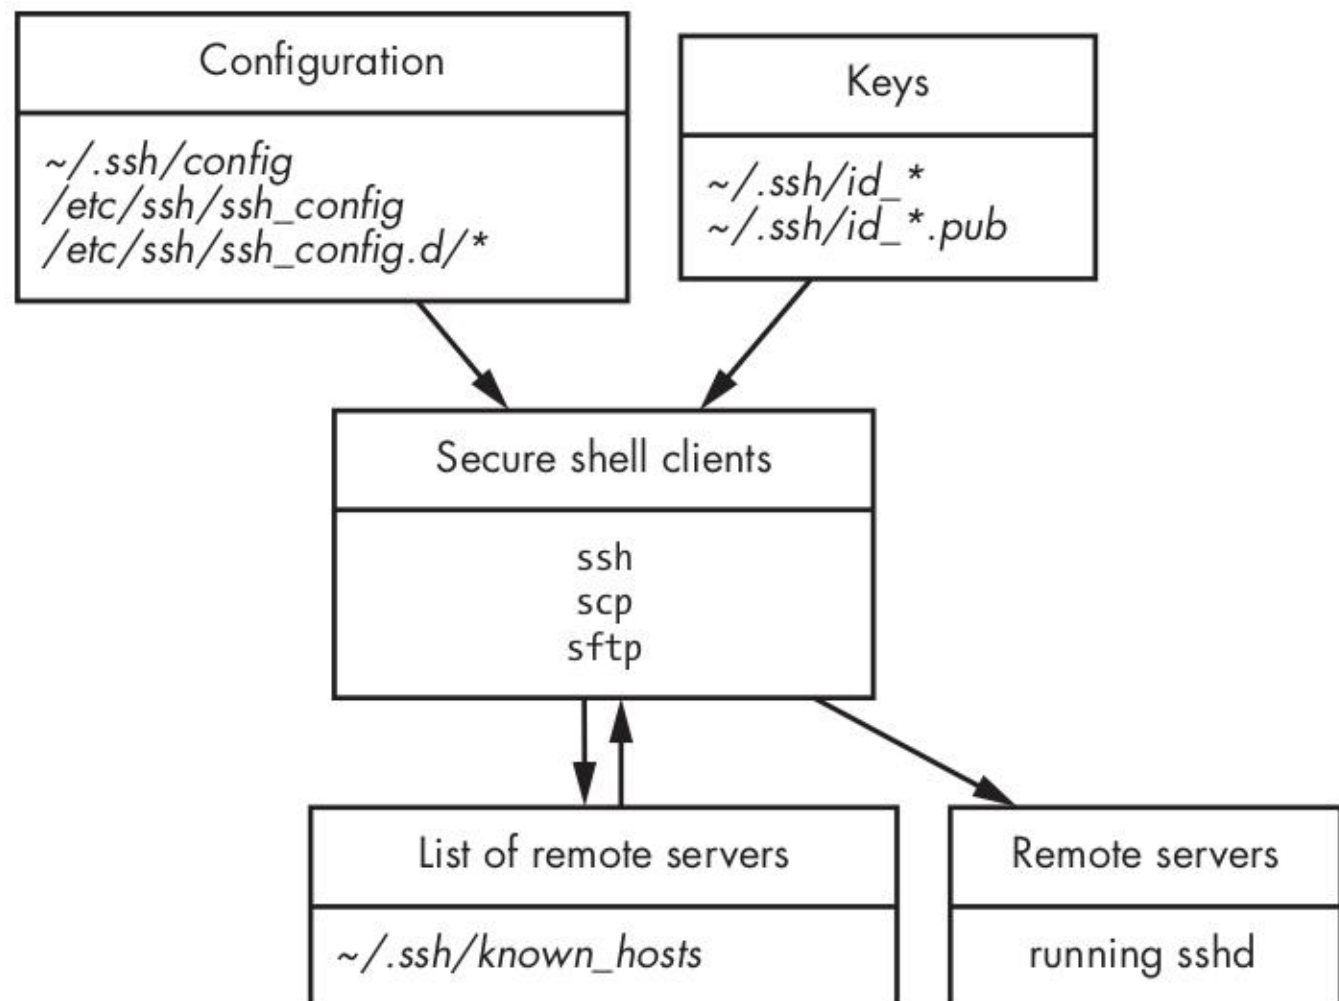 Configuration
~/.ssh/config
/etc/ssh/ssh_config
/etc/ssh/ssh_config.d/*
Keys
~/.ssh/id_*
~/.ssh/id_*.pub
Secure shell clients
ssh
scp
sftp
List of remote servers
~/.ssh/known_hosts
Remote servers
running sshd